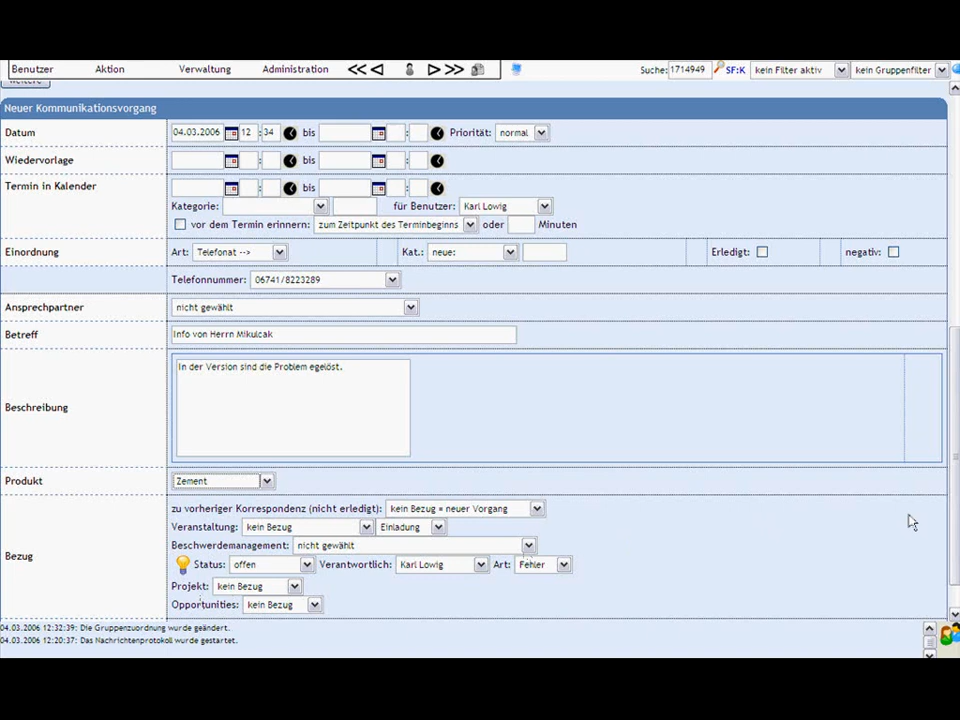 Benutzer Aktion Verwaltung Administration Suche: 1714949 SF:K kein Filter aktiv kein Gruppenfilter
weitere
Neuer Kommunikationsvorgang
Datum 04.03.2006 12 : 34 bis : Priorität: normal
Wiedervorlage : bis :
Termin in Kalender : bis :
Kategorie: für Benutzer: Karl Lowig
vor dem Termin erinnern: zum Zeitpunkt des Terminbeginns oder Minuten
Einordnung Art: Telefonat --> Kat.: neue: Erledigt: negativ:
Telefonnummer: 06741/8223289
Ansprechpartner nicht gewählt
Betreff Info von Herrn Mikulcak
In der Version sind die Problem egelöst.
Beschreibung
Produkt Zement
zu vorheriger Korrespondenz (nicht erledigt): kein Bezug = neuer Vorgang
Veranstaltung: kein Bezug Einladung
Beschwerdemanagement: nicht gewählt
Bezug
Status: offen Verantwortlich: Karl Lowig Art: Fehler
Projekt: kein Bezug
Opportunities: kein Bezug
04.03.2006 12:32:39: Die Gruppenzuordnung wurde geändert.
04.03.2006 12:20:37: Das Nachrichtenprotokoll wurde gestartet.